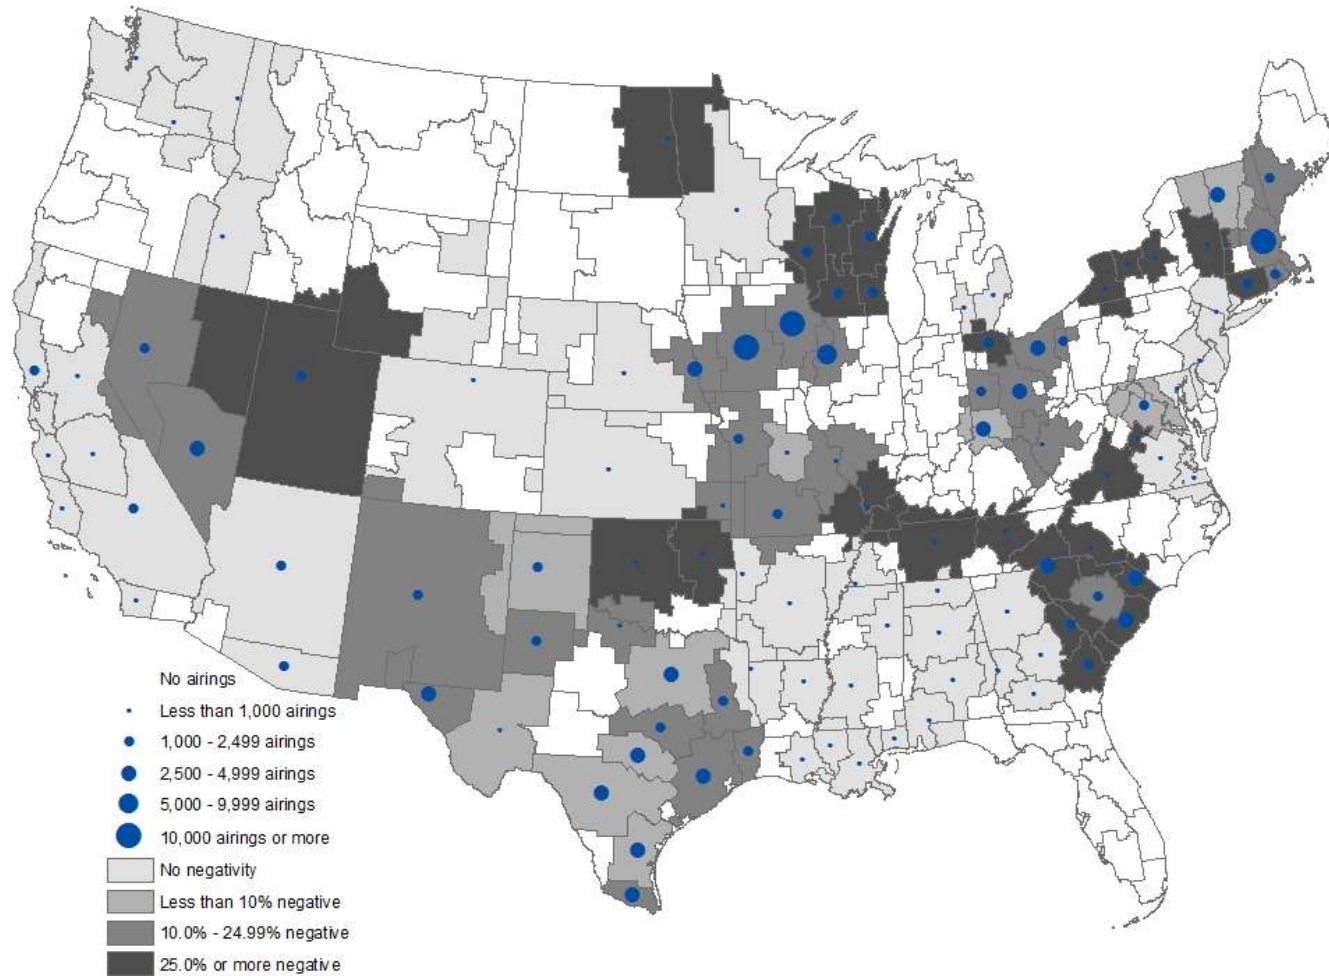 No airings
Less than 1,000 airings
1,000 - 2,499 airings
2,500 - 4,999 airings
5,000 - 9,999 airings
10,000 airings or more
No negativity
Less than 10% negative
10.0% - 24.99% negative
25.0% or more negative